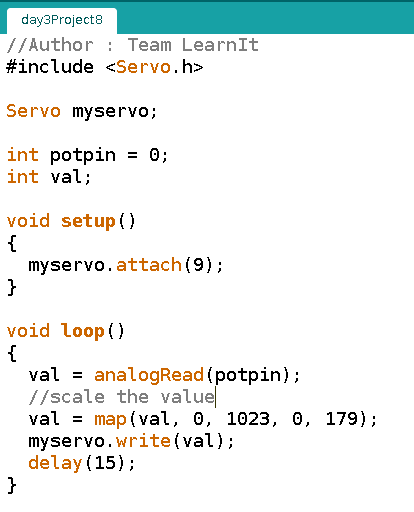 day3Project8
//Author : Team LearnIt
#include <Servo.h>
Servo myservo;
int potpin = 0;
int val;
void setup()
{
myservo.attach(9);
}
void loop()
{
val = analogRead(potpin);
//scale the value
val = map(val, 0, 1023, 0, 179);
myservo.write(val);
delay(15);
}